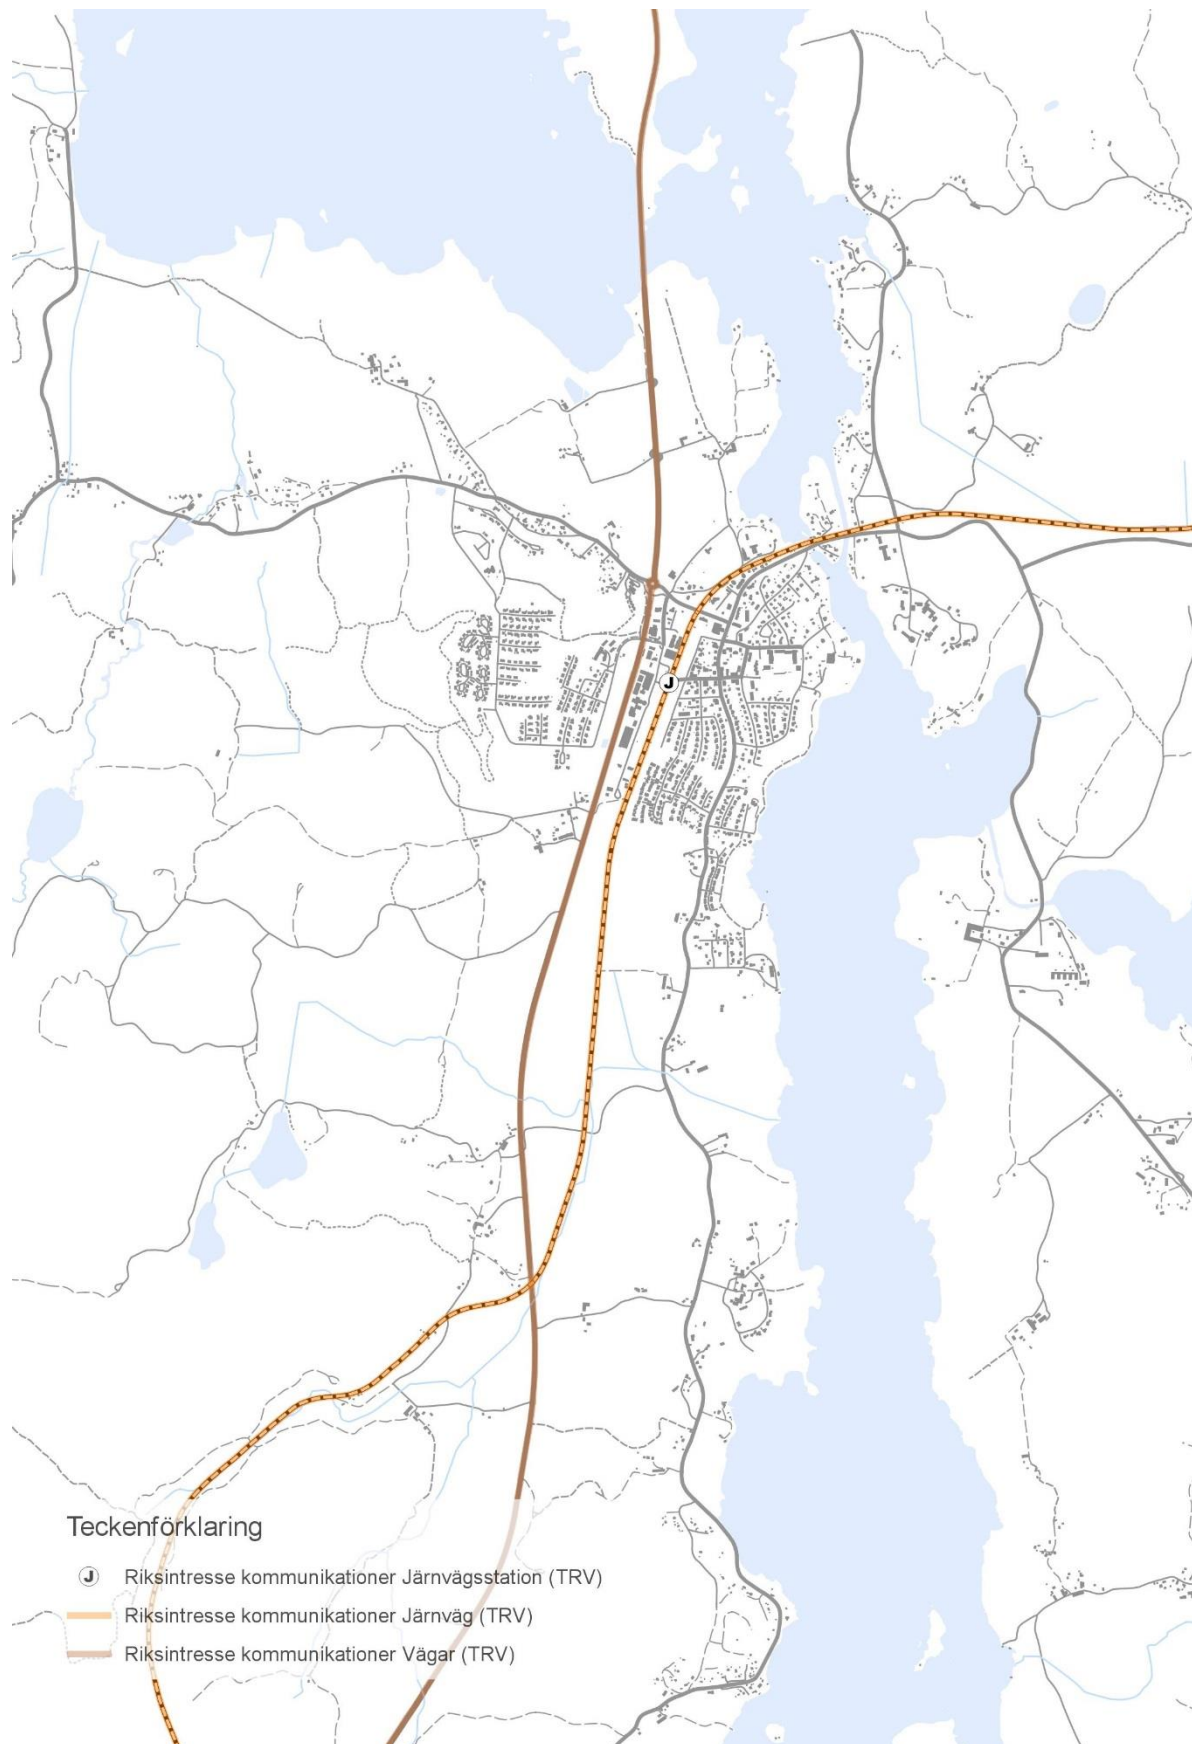 J
Teckenförklaring
J Riksintresse kommunikationer Järnvägsstation (TRV)
Riksintresse kommunikationer Järnväg (TRV)
Riksintresse kommunikationer Vägar (TRV)